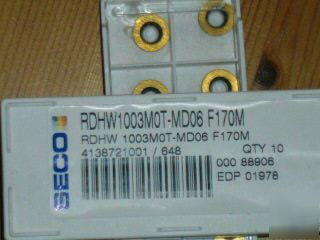 SECO
RDHW1003M0T-MD06 F170M
RDHW 1003M0T-MD06 F170M
4138721001 / 648 QTY 10
000 88906
EDP 01978